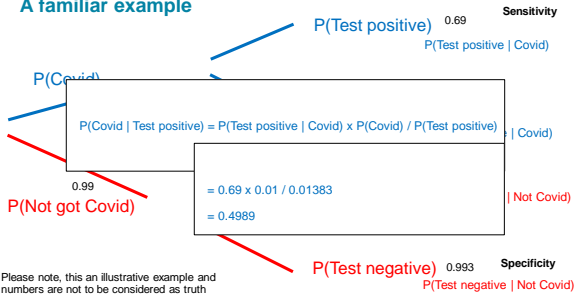 A familiar example
Sensitivity
P(Test positive) 0.69
P(Test positive | Covid)
P(Covid)
P(Covid | Test positive) = P(Test positive | Covid) x P(Covid) / P(Test positive)
| Covid)
= 0.69 x 0.01 / 0.01383
= 0.4989
| Not Covid)
0.99
P(Not got Covid)
P(Test negative) 0.993
Specificity
P(Test negative | Not Covid)
Please note, this an illustrative example and
numbers are not to be considered as truth